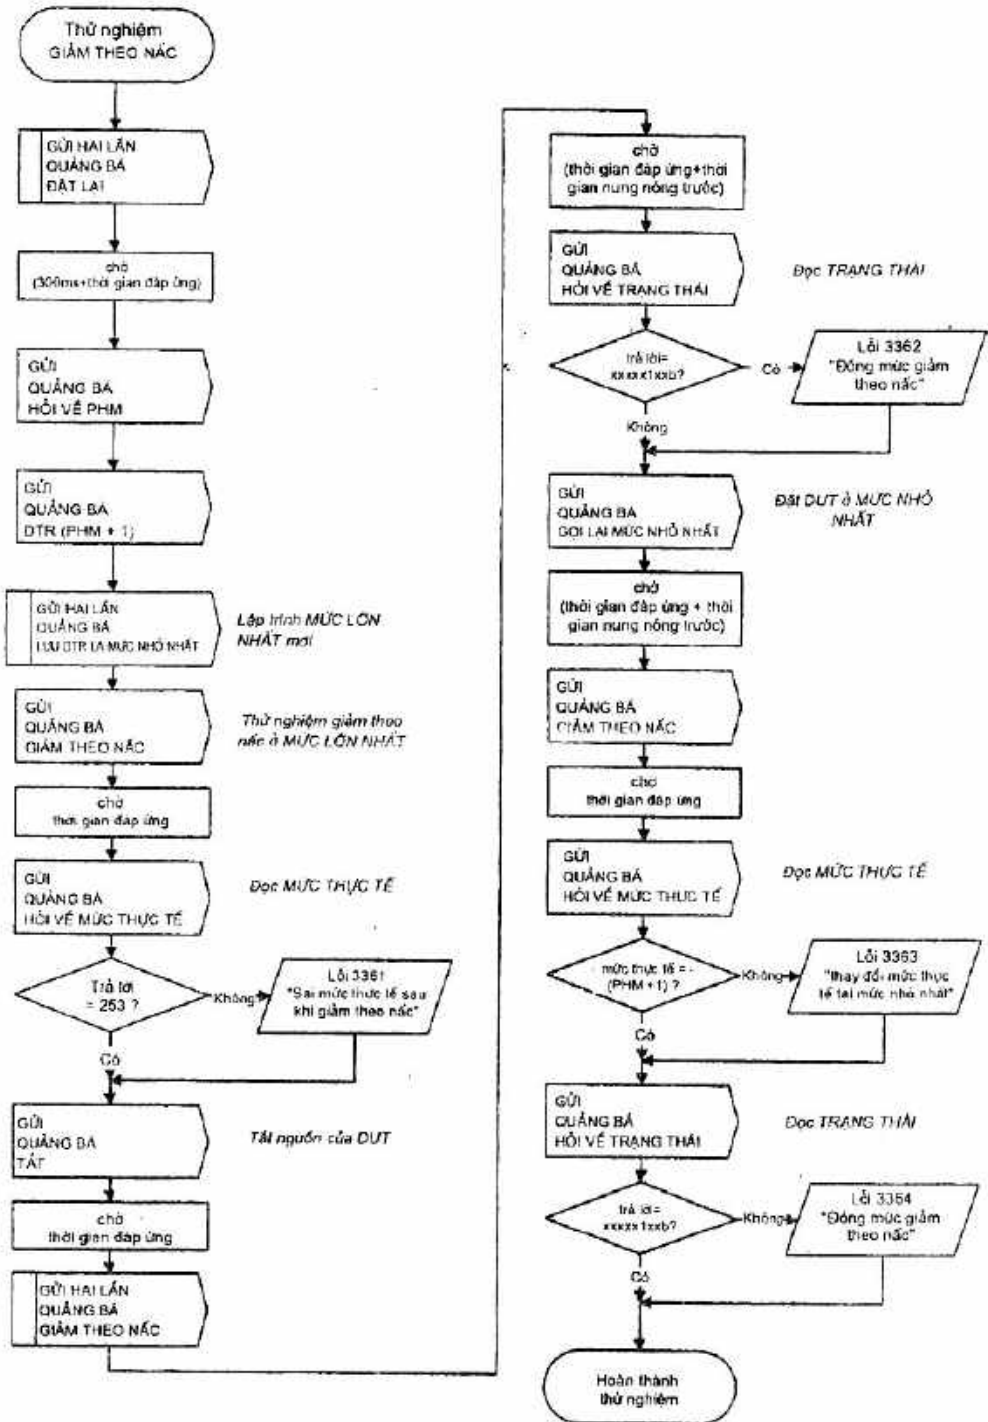 Thử nghiệm
GIẢM THEO NẤC
GỬI HAI LẦN
QUẢNG BÁ
ĐẶT LẠI
chờ
(300ms+thời gian đáp ứng)
GỬI
QUẢNG BÁ
HỎI VỀ PHM
GỬI
QUẢNG BÁ
DTR (PHM + 1)
GỬI HAI LẦN
QUẢNG BÁ
LƯU DTR LÀ MỨC NHỎ NHẤT
Lập trình MỨC LỚN
NHẤT mới
GỬI
QUẢNG BÁ
GIẢM THEO NẤC
Thử nghiệm giảm theo
nấc ở MỨC LỚN NHẤT
chờ
thời gian đáp ứng
GỬI
QUẢNG BÁ
HỎI VỀ MỨC THỰC TẾ
Đọc MỨC THỰC TẾ
Trả lời
= 253 ?
Không
Lỗi 3361
"Sai mức thực tế sau
khi giảm theo nấc"
Có
GỬI
QUẢNG BÁ
TẮT
Tắt nguồn của DUT
chờ
thời gian đáp ứng
GỬI HAI LẦN
QUẢNG BÁ
GIẢM THEO NẤC
chờ
(thời gian đáp ứng+thời
gian nung nóng trước)
GỬI
QUẢNG BÁ
HỎI VỀ TRẠNG THÁI
Đọc TRẠNG THÁI
trả lời=
xxxxx1xxb?
Có
Lỗi 3362
"Đóng mức giảm
theo nấc"
Không
GỬI
QUẢNG BÁ
GỌI LẠI MỨC NHỎ NHẤT
Đặt DUT ở MỨC NHỎ
NHẤT
chờ
(thời gian đáp ứng + thời
gian nung nóng trước)
GỬI
QUẢNG BÁ
GIẢM THEO NẤC
chờ
thời gian đáp ứng
GỬI
QUẢNG BÁ
HỎI VỀ MỨC THỰC TẾ
Đọc MỨC THỰC TẾ
mức thực tế =
(PHM +1) ?
Không
Lỗi 3363
"thay đổi mức thực
tế tại mức nhỏ nhất"
Có
GỬI
QUẢNG BÁ
HỎI VỀ TRẠNG THÁI
Đọc TRẠNG THÁI
trả lời=
xxxxx1xxb?
Không
Lỗi 3364
"Đóng mức giảm
theo nấc"
Có
Hoàn thành
thử nghiệm